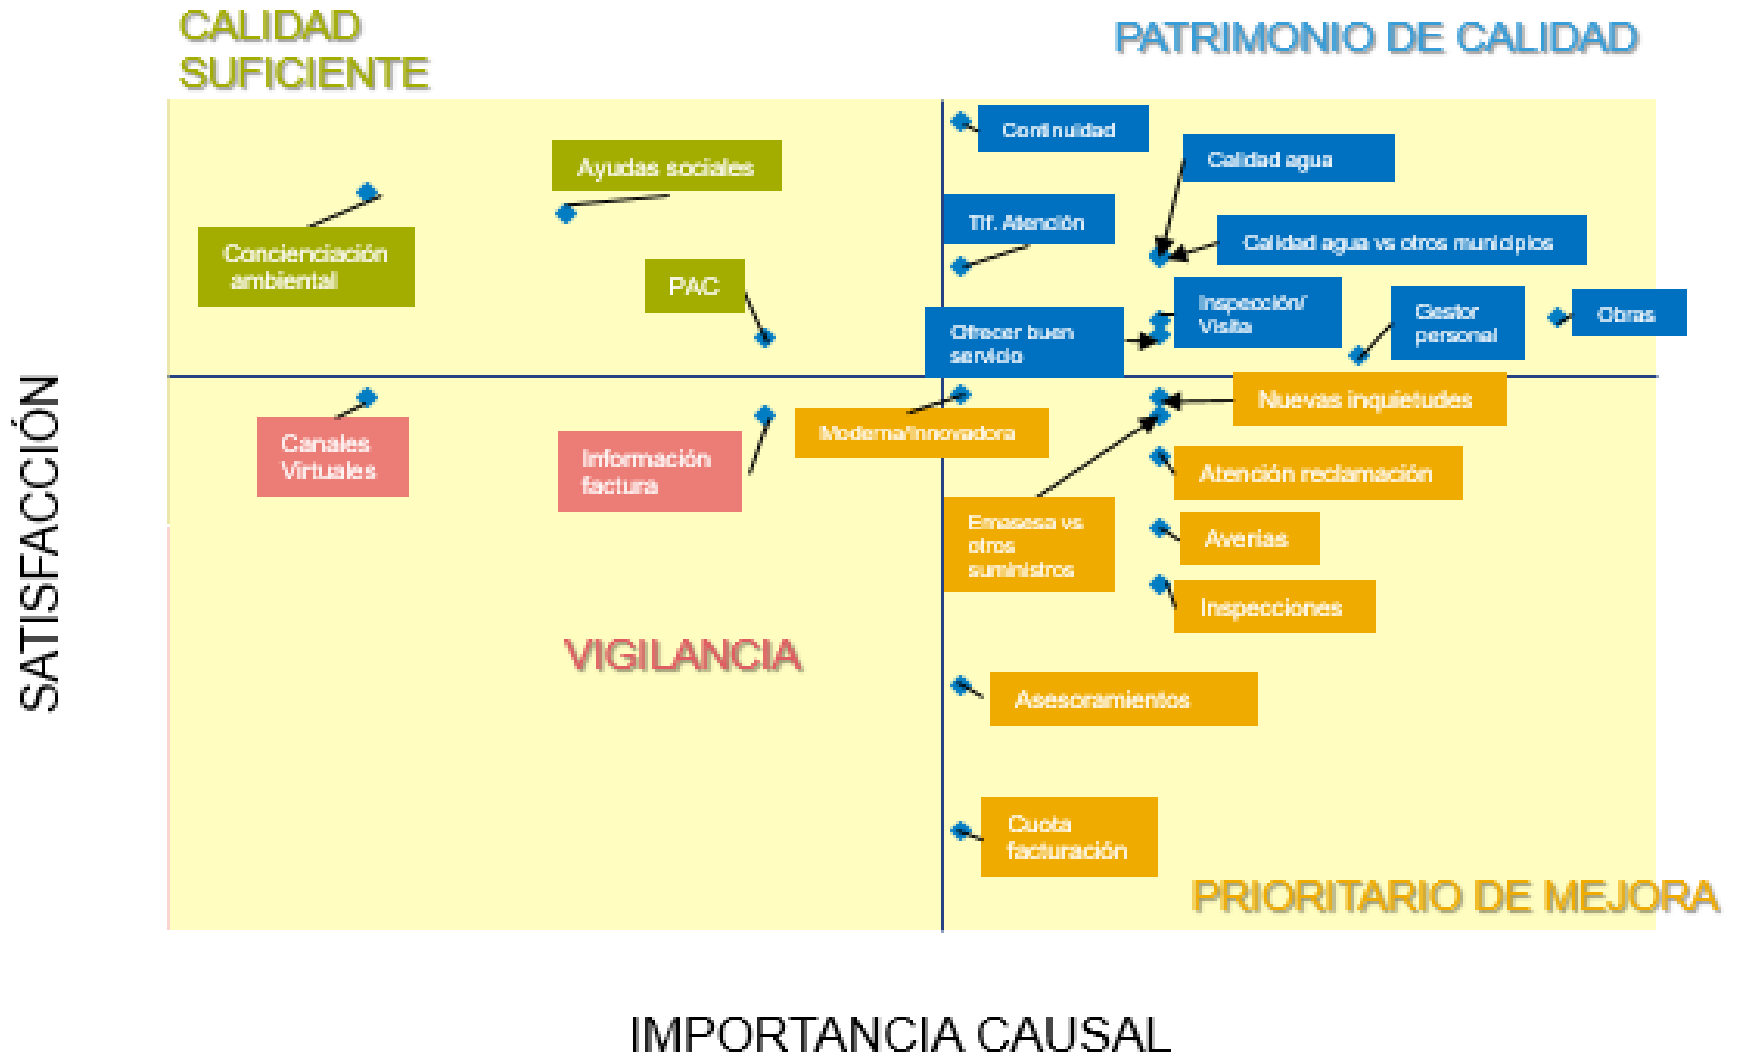 CALIDAD
SUFICIENTE
PATRIMONIO DE CALIDAD
Continuidad
Ayudas sociales
Calidad agua
Tlf. Atención
Calidad agua vs otros municipios
Concienciación
ambiental
PAC
Inspección/
Visita
Gestor
personal
Obras
Ofrecer buen
servicio
Nuevas inquietudes
Moderna/Innovadora
Canales
Virtuales
Información
factura
Atención reclamación
Emasesa vs
otros
suministros
Averias
Inspecciones
SATISFACCIÓN
VIGILANCIA
Asesoramientos
Cuota
facturación
PRIORITARIO DE MEJORA
IMPORTANCIA CAUSAL